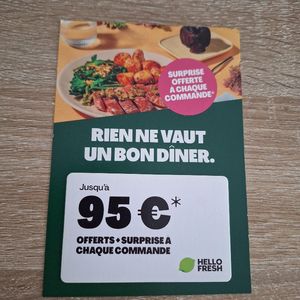 SURPRISE
OFFERTE
À CHAQUE
COMMANDE*
RIEN NE VAUT
UN BON DÎNER.
Jusqu'à
95 €*
OFFERTS + SURPRISE À
CHAQUE COMMANDE
HELLO
FRESH